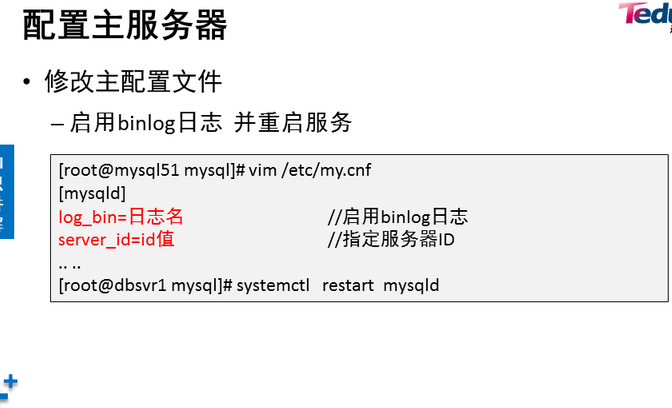 配置主服务器
Tedu
• 修改主配置文件
– 启用binlog日志 并重启服务
[root@mysql51 mysql]# vim /etc/my.cnf
[mysqld]
log_bin=日志名 //启用binlog日志
server_id=id值 //指定服务器ID
.. ..
[root@dbsvr1 mysql]# systemctl restart mysqld